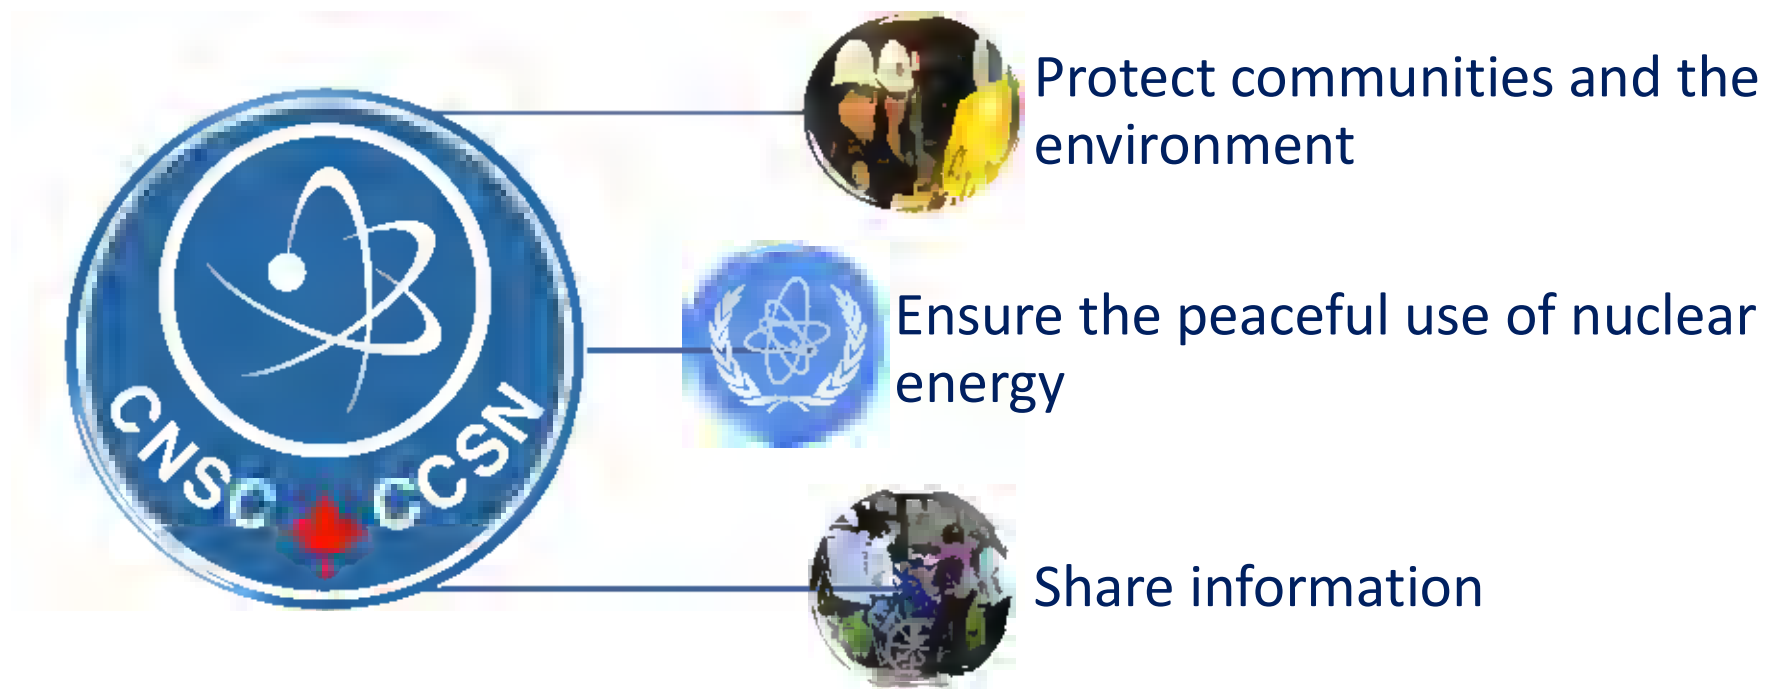 CNSC CCSN
Protect communities and the
environment
Ensure the peaceful use of nuclear
energy
Share information